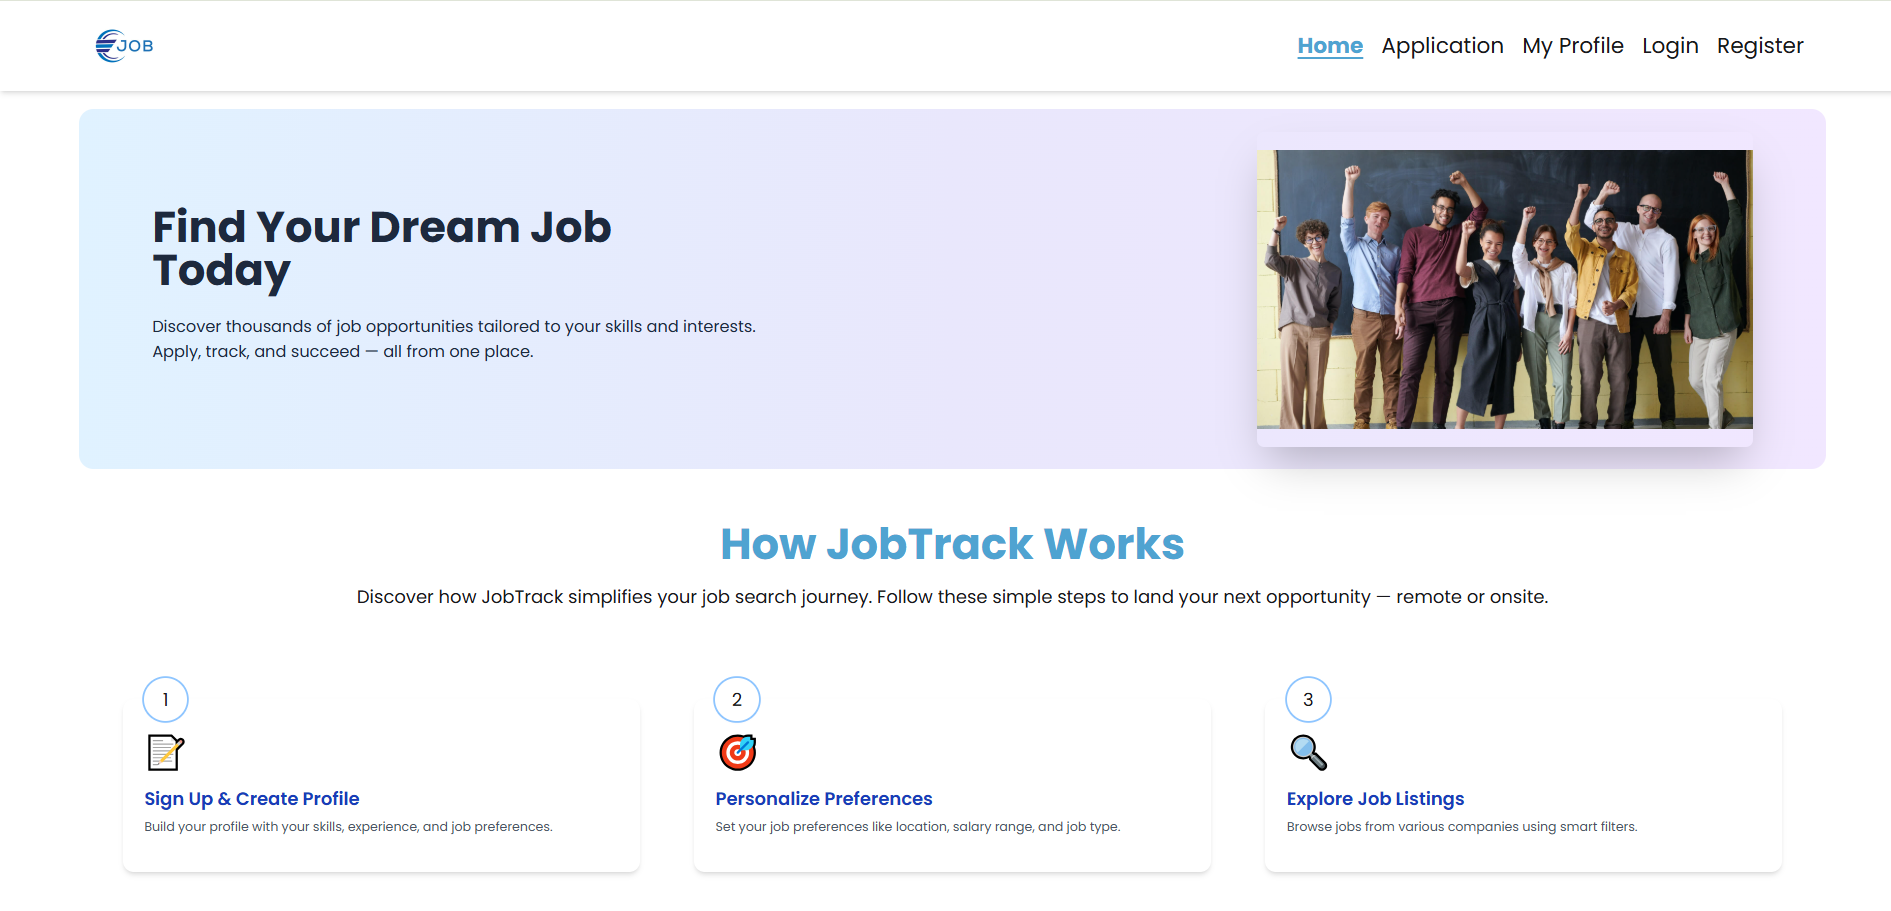 JOB
Home Application My Profile Login Register
Find Your Dream Job
Today
Discover thousands of job opportunities tailored to your skills and interests.
Apply, track, and succeed — all from one place.
How JobTrack Works
Discover how JobTrack simplifies your job search journey. Follow these simple steps to land your next opportunity — remote or onsite.
1
Sign Up & Create Profile
Build your profile with your skills, experience, and job preferences.
2
Personalize Preferences
Set your job preferences like location, salary range, and job type.
3
Explore Job Listings
Browse jobs from various companies using smart filters.